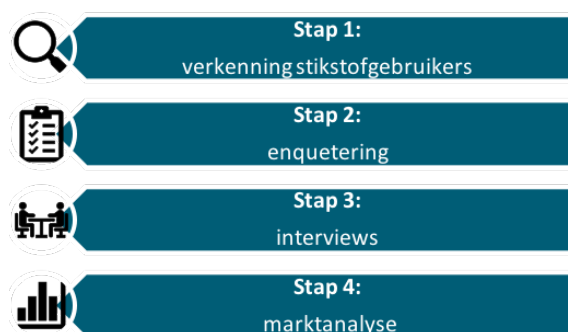 Stap 1:
verkenning stikstofgebruikers
Stap 2:
enquetering
Stap 3:
interviews
Stap 4:
marktanalyse